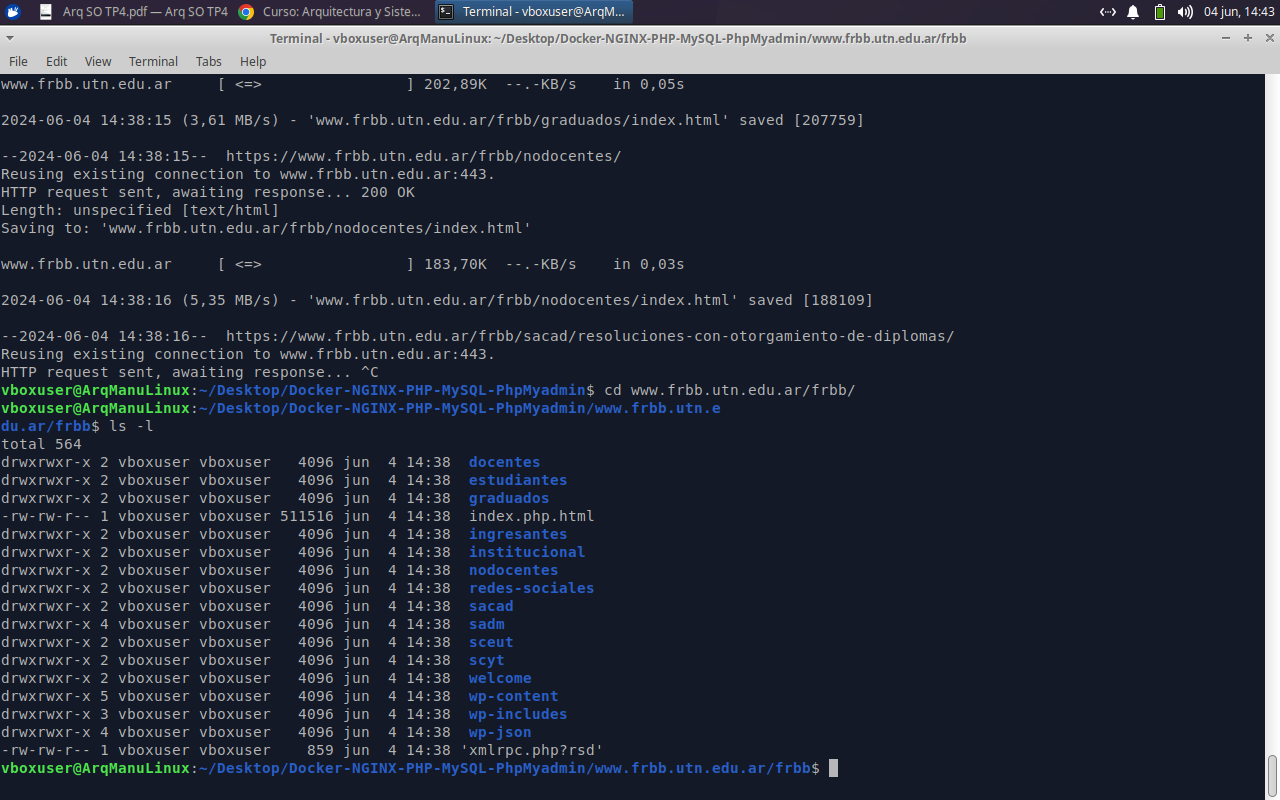 Arq SO TP4.pdf — Arq SO TP4
Curso: Arquitectura y Siste...
Terminal - vboxuser@ArqM...
04 jun, 14:43
Terminal - vboxuser@ArqManuLinux: ~/Desktop/Docker-NGINX-PHP-MySQL-PhpMyadmin/www.frbb.utn.edu.ar/frbb
File Edit View Terminal Tabs Help
www.frbb.utn.edu.ar     [ <=>                ] 202,89K  --.-KB/s    in 0,05s
2024-06-04 14:38:15 (3,61 MB/s) - 'www.frbb.utn.edu.ar/frbb/graduados/index.html' saved [207759]
--2024-06-04 14:38:15--  https://www.frbb.utn.edu.ar/frbb/nodocentes/
Reusing existing connection to www.frbb.utn.edu.ar:443.
HTTP request sent, awaiting response... 200 OK
Length: unspecified [text/html]
Saving to: 'www.frbb.utn.edu.ar/frbb/nodocentes/index.html'
www.frbb.utn.edu.ar     [ <=>                ] 183,70K  --.-KB/s    in 0,03s
2024-06-04 14:38:16 (5,35 MB/s) - 'www.frbb.utn.edu.ar/frbb/nodocentes/index.html' saved [188109]
--2024-06-04 14:38:16--  https://www.frbb.utn.edu.ar/frbb/sacad/resoluciones-con-otorgamiento-de-diplomas/
Reusing existing connection to www.frbb.utn.edu.ar:443.
HTTP request sent, awaiting response... ^C
vboxuser@ArqManuLinux:~/Desktop/Docker-NGINX-PHP-MySQL-PhpMyadmin$ cd www.frbb.utn.edu.ar/frbb/
vboxuser@ArqManuLinux:~/Desktop/Docker-NGINX-PHP-MySQL-PhpMyadmin/www.frbb.utn.e
du.ar/frbb$ ls -l
total 564
drwxrwxr-x 2 vboxuser vboxuser   4096 jun  4 14:38  docentes
drwxrwxr-x 2 vboxuser vboxuser   4096 jun  4 14:38  estudiantes
drwxrwxr-x 2 vboxuser vboxuser   4096 jun  4 14:38  graduados
-rw-rw-r-- 1 vboxuser vboxuser 511516 jun  4 14:38  index.php.html
drwxrwxr-x 2 vboxuser vboxuser   4096 jun  4 14:38  ingresantes
drwxrwxr-x 2 vboxuser vboxuser   4096 jun  4 14:38  institucional
drwxrwxr-x 2 vboxuser vboxuser   4096 jun  4 14:38  nodocentes
drwxrwxr-x 2 vboxuser vboxuser   4096 jun  4 14:38  redes-sociales
drwxrwxr-x 2 vboxuser vboxuser   4096 jun  4 14:38  sacad
drwxrwxr-x 4 vboxuser vboxuser   4096 jun  4 14:38  sadm
drwxrwxr-x 2 vboxuser vboxuser   4096 jun  4 14:38  sceut
drwxrwxr-x 2 vboxuser vboxuser   4096 jun  4 14:38  scyt
drwxrwxr-x 2 vboxuser vboxuser   4096 jun  4 14:38  welcome
drwxrwxr-x 5 vboxuser vboxuser   4096 jun  4 14:38  wp-content
drwxrwxr-x 3 vboxuser vboxuser   4096 jun  4 14:38  wp-includes
drwxrwxr-x 4 vboxuser vboxuser   4096 jun  4 14:38  wp-json
-rw-rw-r-- 1 vboxuser vboxuser    859 jun  4 14:38 'xmlrpc.php?rsd'
vboxuser@ArqManuLinux:~/Desktop/Docker-NGINX-PHP-MySQL-PhpMyadmin/www.frbb.utn.edu.ar/frbb$